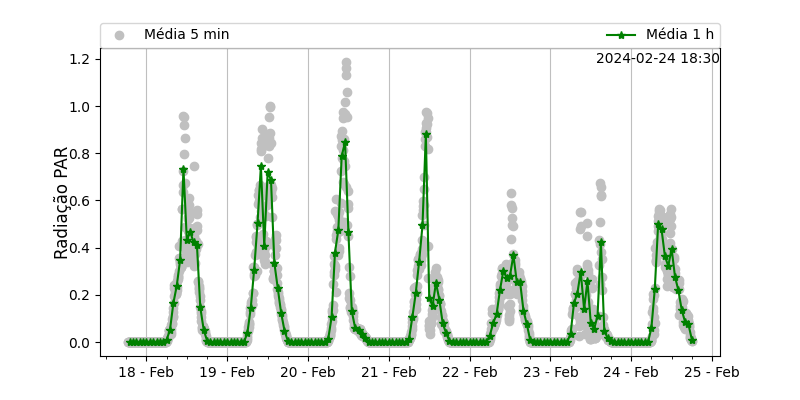 Média 5 min
Média 1 h
2024-02-24 18:30
Radiação PAR
1.2
1.0
0.8
0.6
0.4
0.2
0.0
18 - Feb
19 - Feb
20 - Feb
21 - Feb
22 - Feb
23 - Feb
24 - Feb
25 - Feb